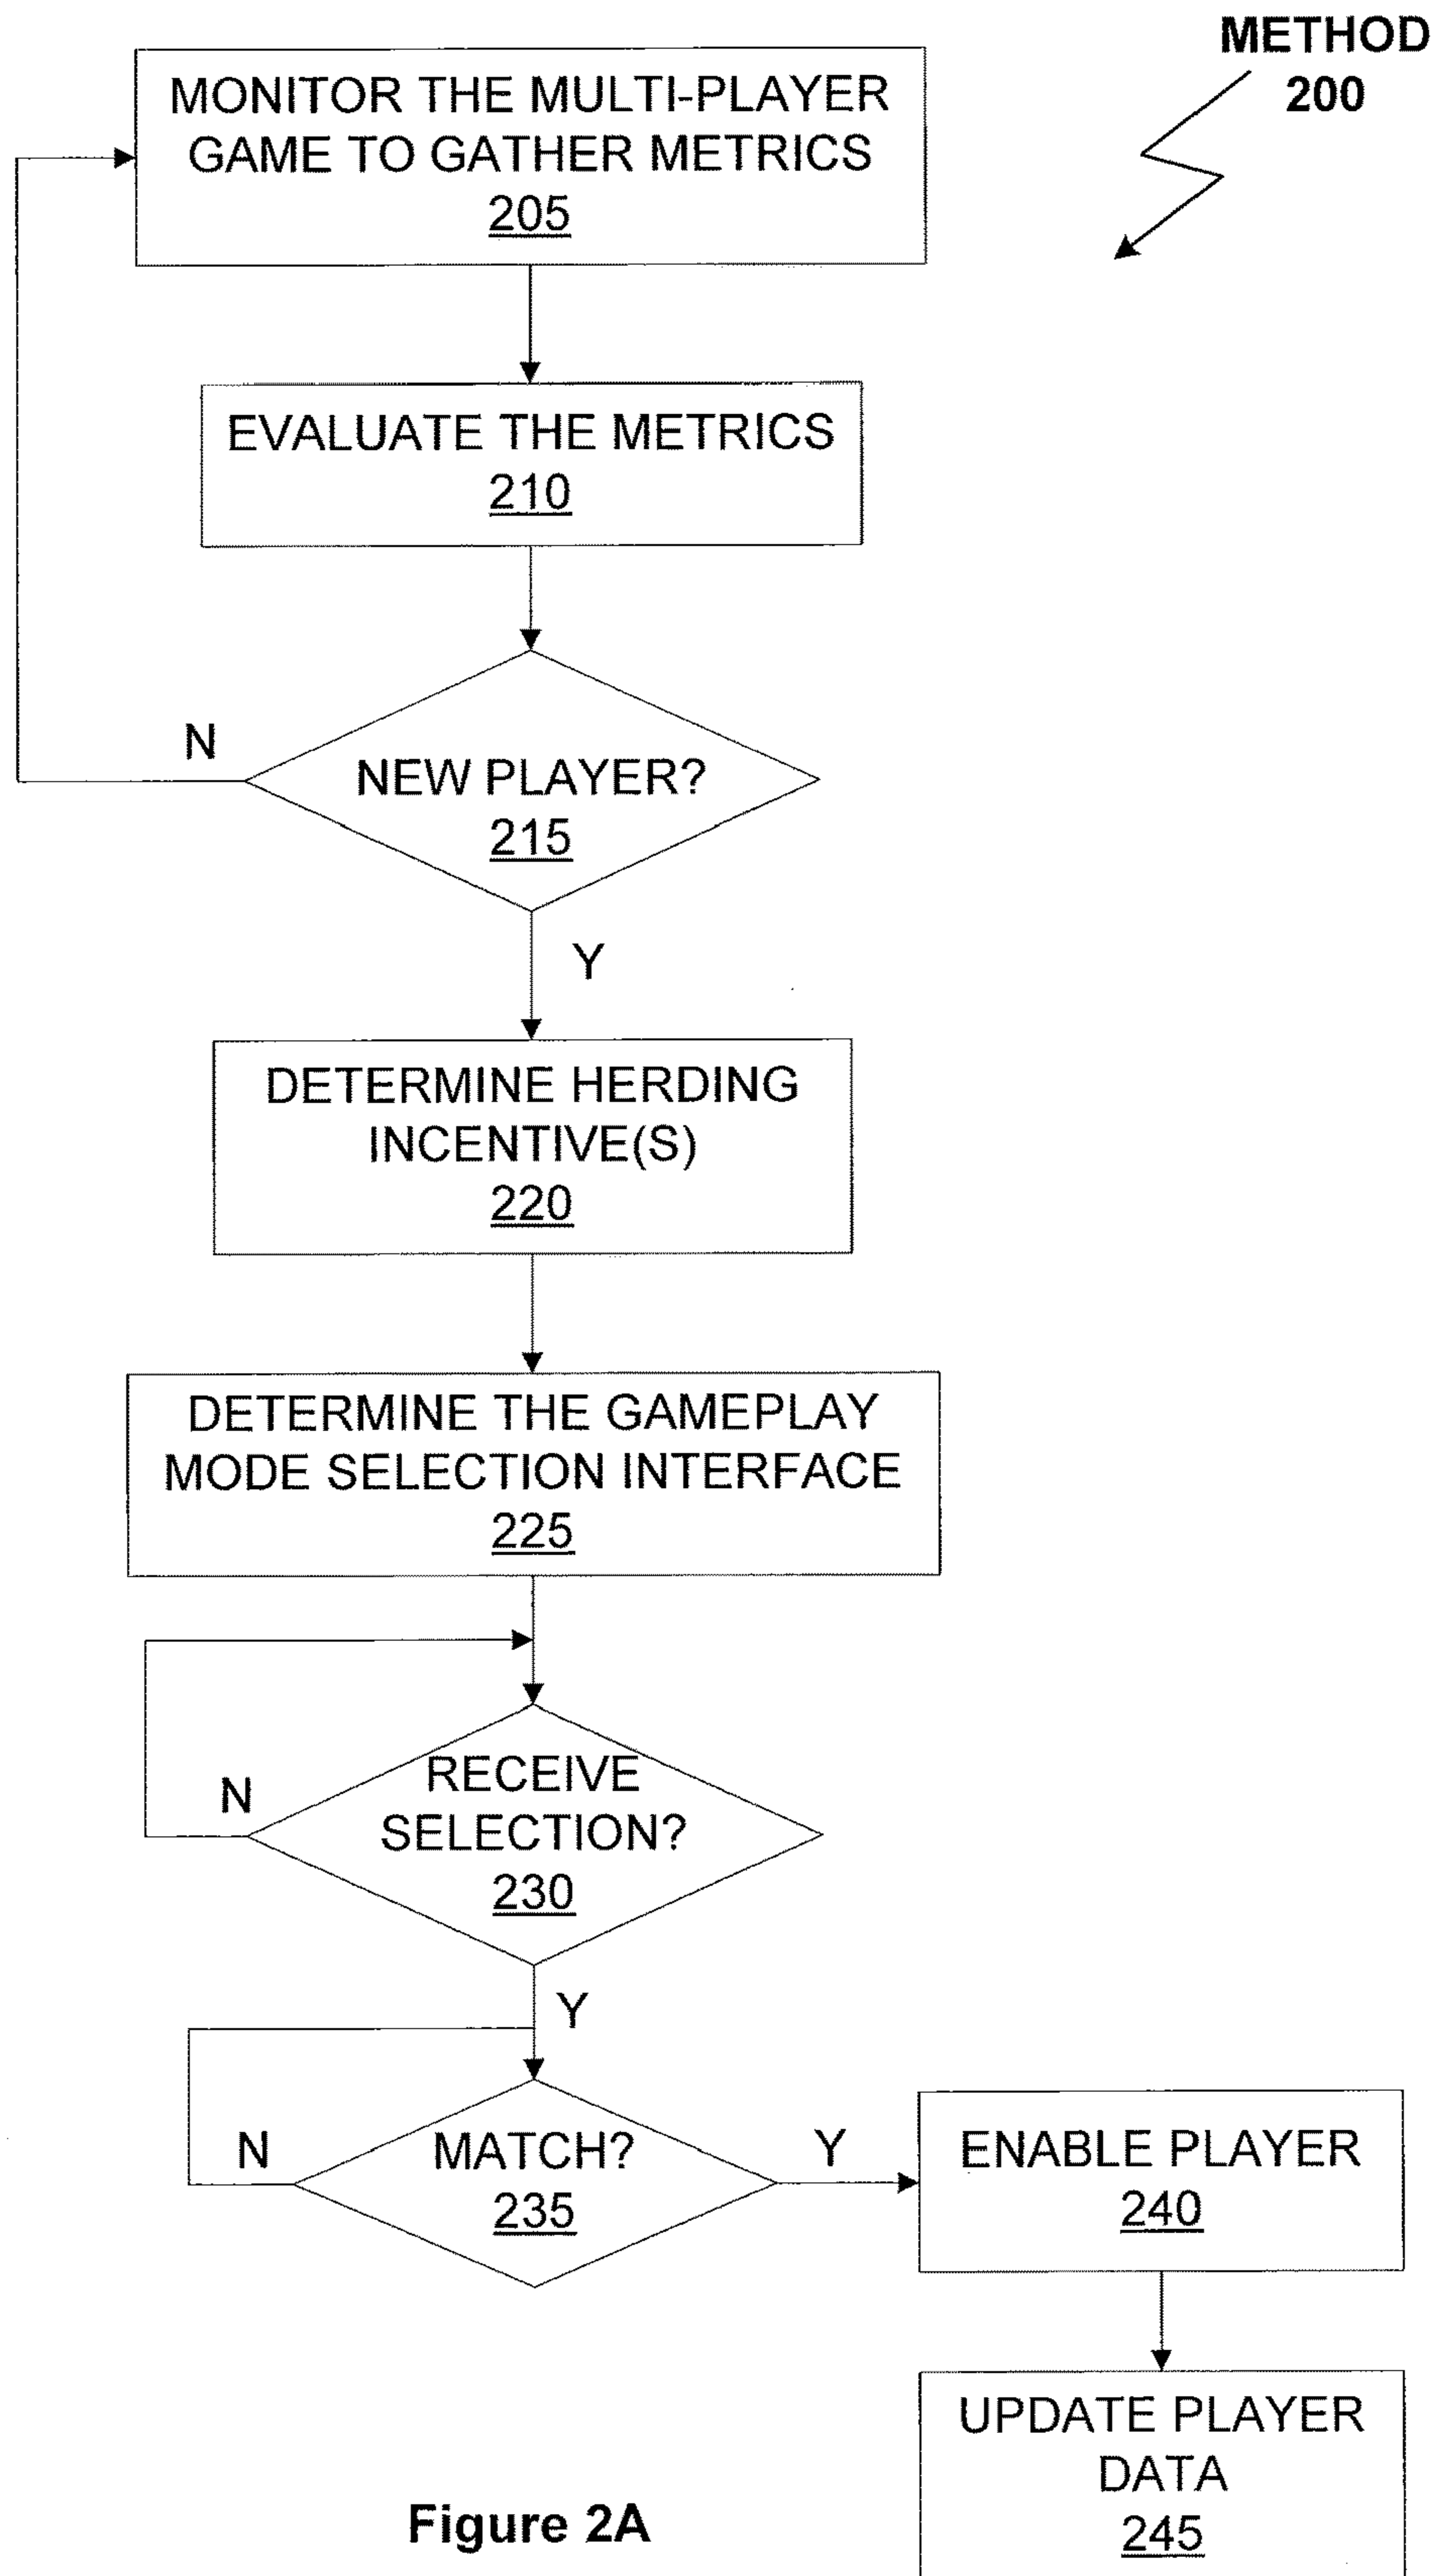 METHOD
200
MONITOR THE MULTI-PLAYER
GAME TO GATHER METRICS
205
EVALUATE THE METRICS
210
N
NEW PLAYER?
215
Y
DETERMINE HERDING
INCENTIVE(S)
220
DETERMINE THE GAMEPLAY
MODE SELECTION INTERFACE
225
N
RECEIVE
SELECTION?
230
Y
N
MATCH?
235
Y
ENABLE PLAYER
240
UPDATE PLAYER
DATA
245
Figure 2A